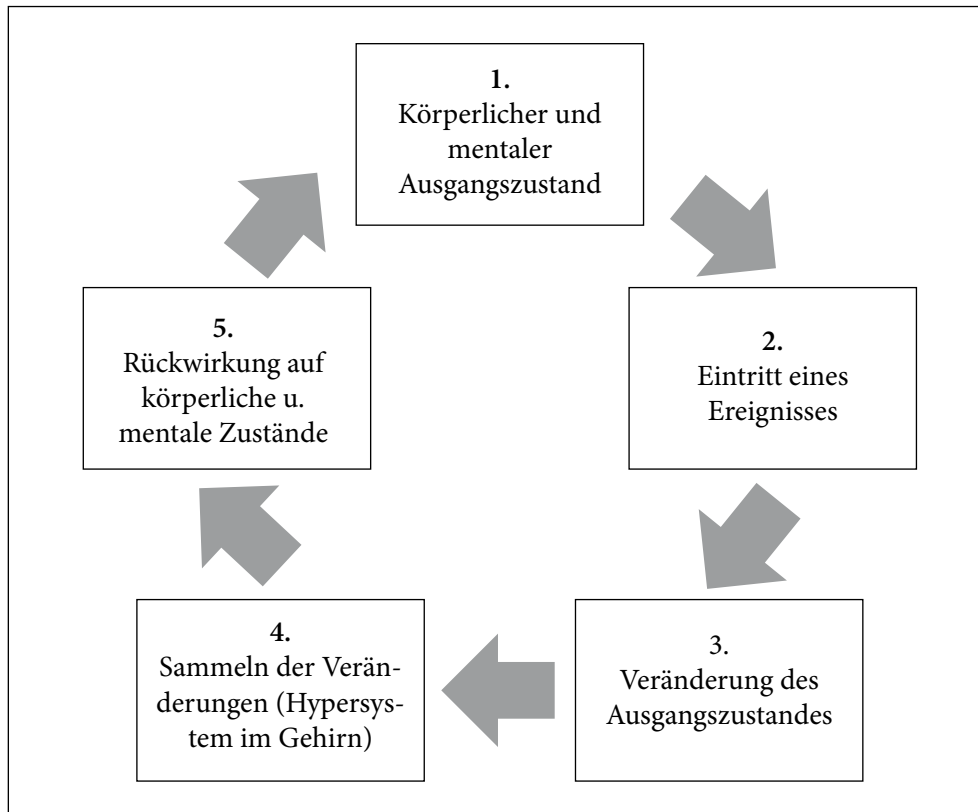 1.
Körperlicher und
mentaler
Ausgangszustand
2.
Eintritt eines
Ereignisses
3.
Veränderung des
Ausgangszustandes
4.
Sammeln der Verän-
derungen (Hypersys-
tem im Gehirn)
5.
Rückwirkung auf
körperliche u.
mentale Zustände